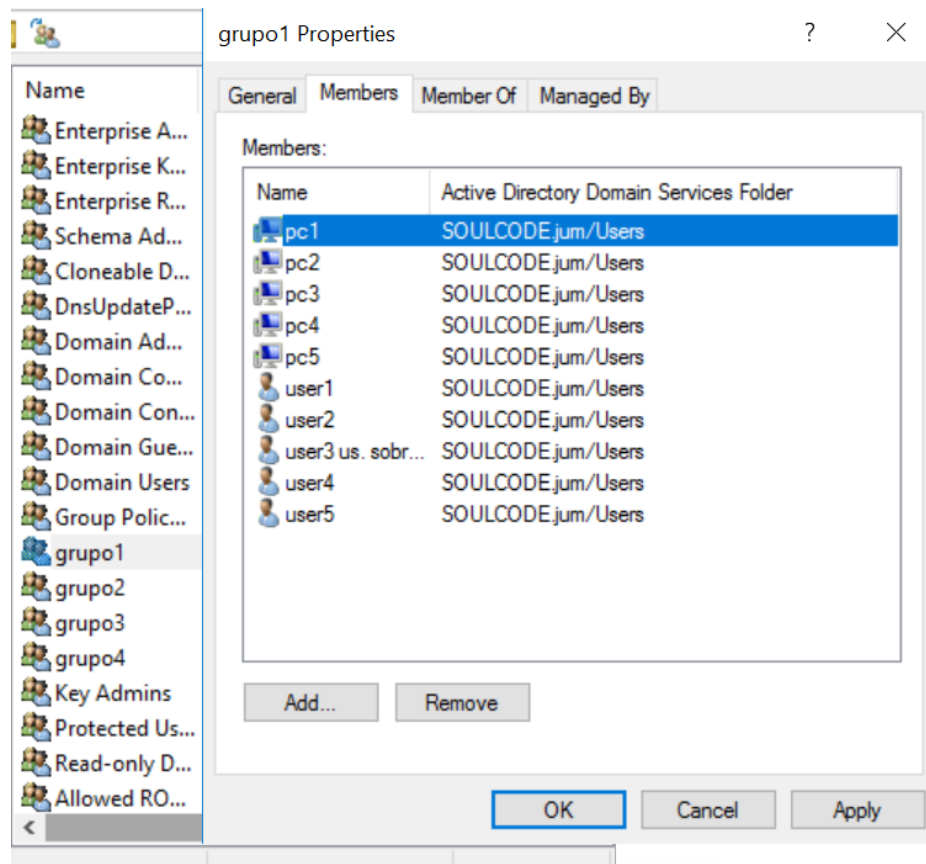 grupo1 Properties
?
Name
Enterprise A...
Enterprise K...
Enterprise R...
Schema Ad...
Cloneable D...
DnsUpdateP...
Domain Ad...
Domain Co...
Domain Con...
Domain Gue...
Domain Users
Group Polic...
grupo1
grupo2
grupo3
grupo4
Key Admins
Protected Us...
Read-only D...
Allowed RO...
General Members Member Of Managed By
Members:
Name Active Directory Domain Services Folder
pc1 SOULCODE.jum/Users
pc2 SOULCODE.jum/Users
pc3 SOULCODE.jum/Users
pc4 SOULCODE.jum/Users
pc5 SOULCODE.jum/Users
user1 SOULCODE.jum/Users
user2 SOULCODE.jum/Users
user3 us. sobr... SOULCODE.jum/Users
user4 SOULCODE.jum/Users
user5 SOULCODE.jum/Users
Add... Remove
OK Cancel Apply